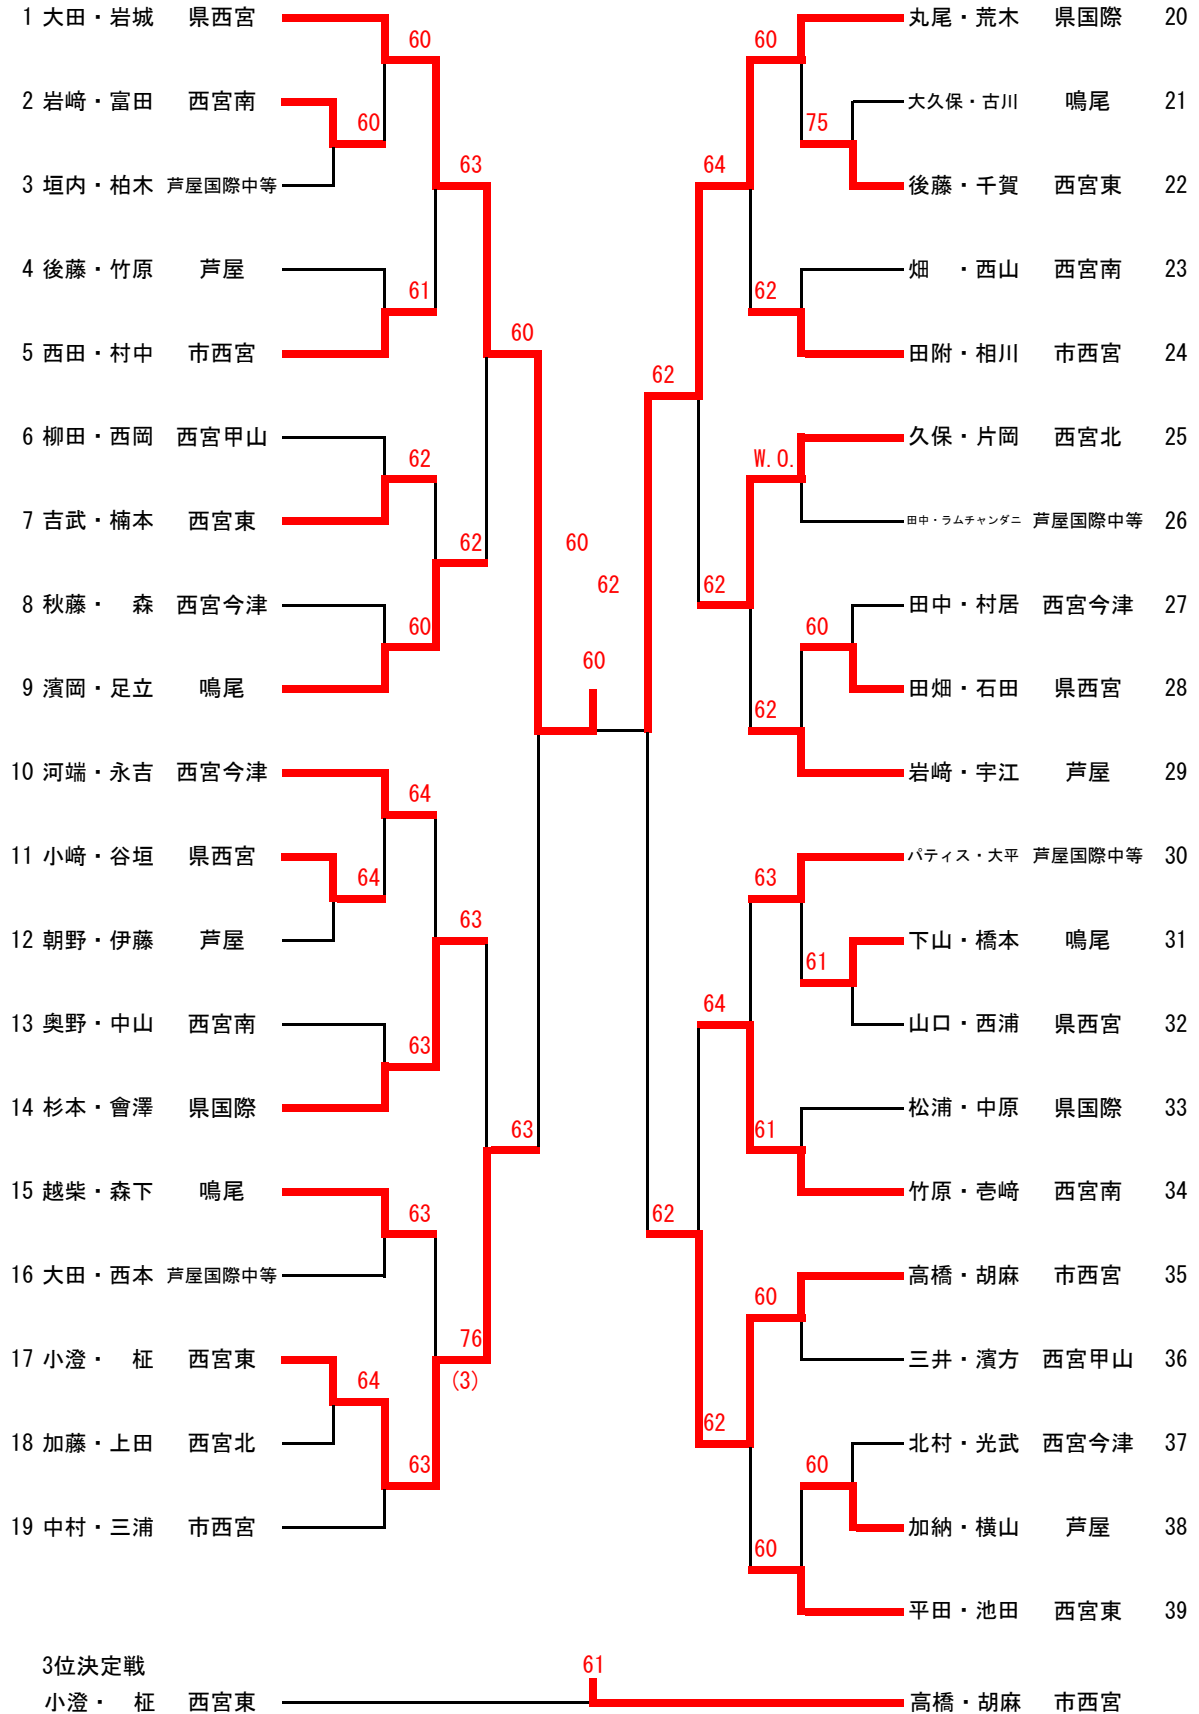 1 大田・岩城 県西宮
2 岩﨑・富田 西宮南
3 垣内・柏木 芦屋国際中等
4 後藤・竹原 芦屋
5 西田・村中 市西宮
6 柳田・西岡 西宮甲山
7 吉武・楠本 西宮東
8 秋藤・ 森 西宮今津
9 濱岡・足立 鳴尾
10 河端・永吉 西宮今津
11 小﨑・谷垣 県西宮
12 朝野・伊藤 芦屋
13 奥野・中山 西宮南
14 杉本・會澤 県国際
15 越柴・森下 鳴尾
16 大田・西本 芦屋国際中等
17 小澄・ 柾 西宮東
18 加藤・上田 西宮北
19 中村・三浦 市西宮
60
60
63
61
60
62
62
60
64
64
63
63
63
63
76
(3)
64
63
60
62
60
60
75
64
62
62
W.O.
62
60
62
63
61
64
61
62
60
62
60
60
丸尾・荒木 県国際 20
大久保・古川 鳴尾 21
後藤・千賀 西宮東 22
畑 ・西山 西宮南 23
田附・相川 市西宮 24
久保・片岡 西宮北 25
田中・ラムチャンダニ 芦屋国際中等 26
田中・村居 西宮今津 27
田畑・石田 県西宮 28
岩﨑・宇江 芦屋 29
パティス・大平 芦屋国際中等 30
下山・橋本 鳴尾 31
山口・西浦 県西宮 32
松浦・中原 県国際 33
竹原・壱﨑 西宮南 34
高橋・胡麻 市西宮 35
三井・濱方 西宮甲山 36
北村・光武 西宮今津 37
加納・横山 芦屋 38
平田・池田 西宮東 39
3位決定戦
61
小澄・ 柾 西宮東
高橋・胡麻 市西宮